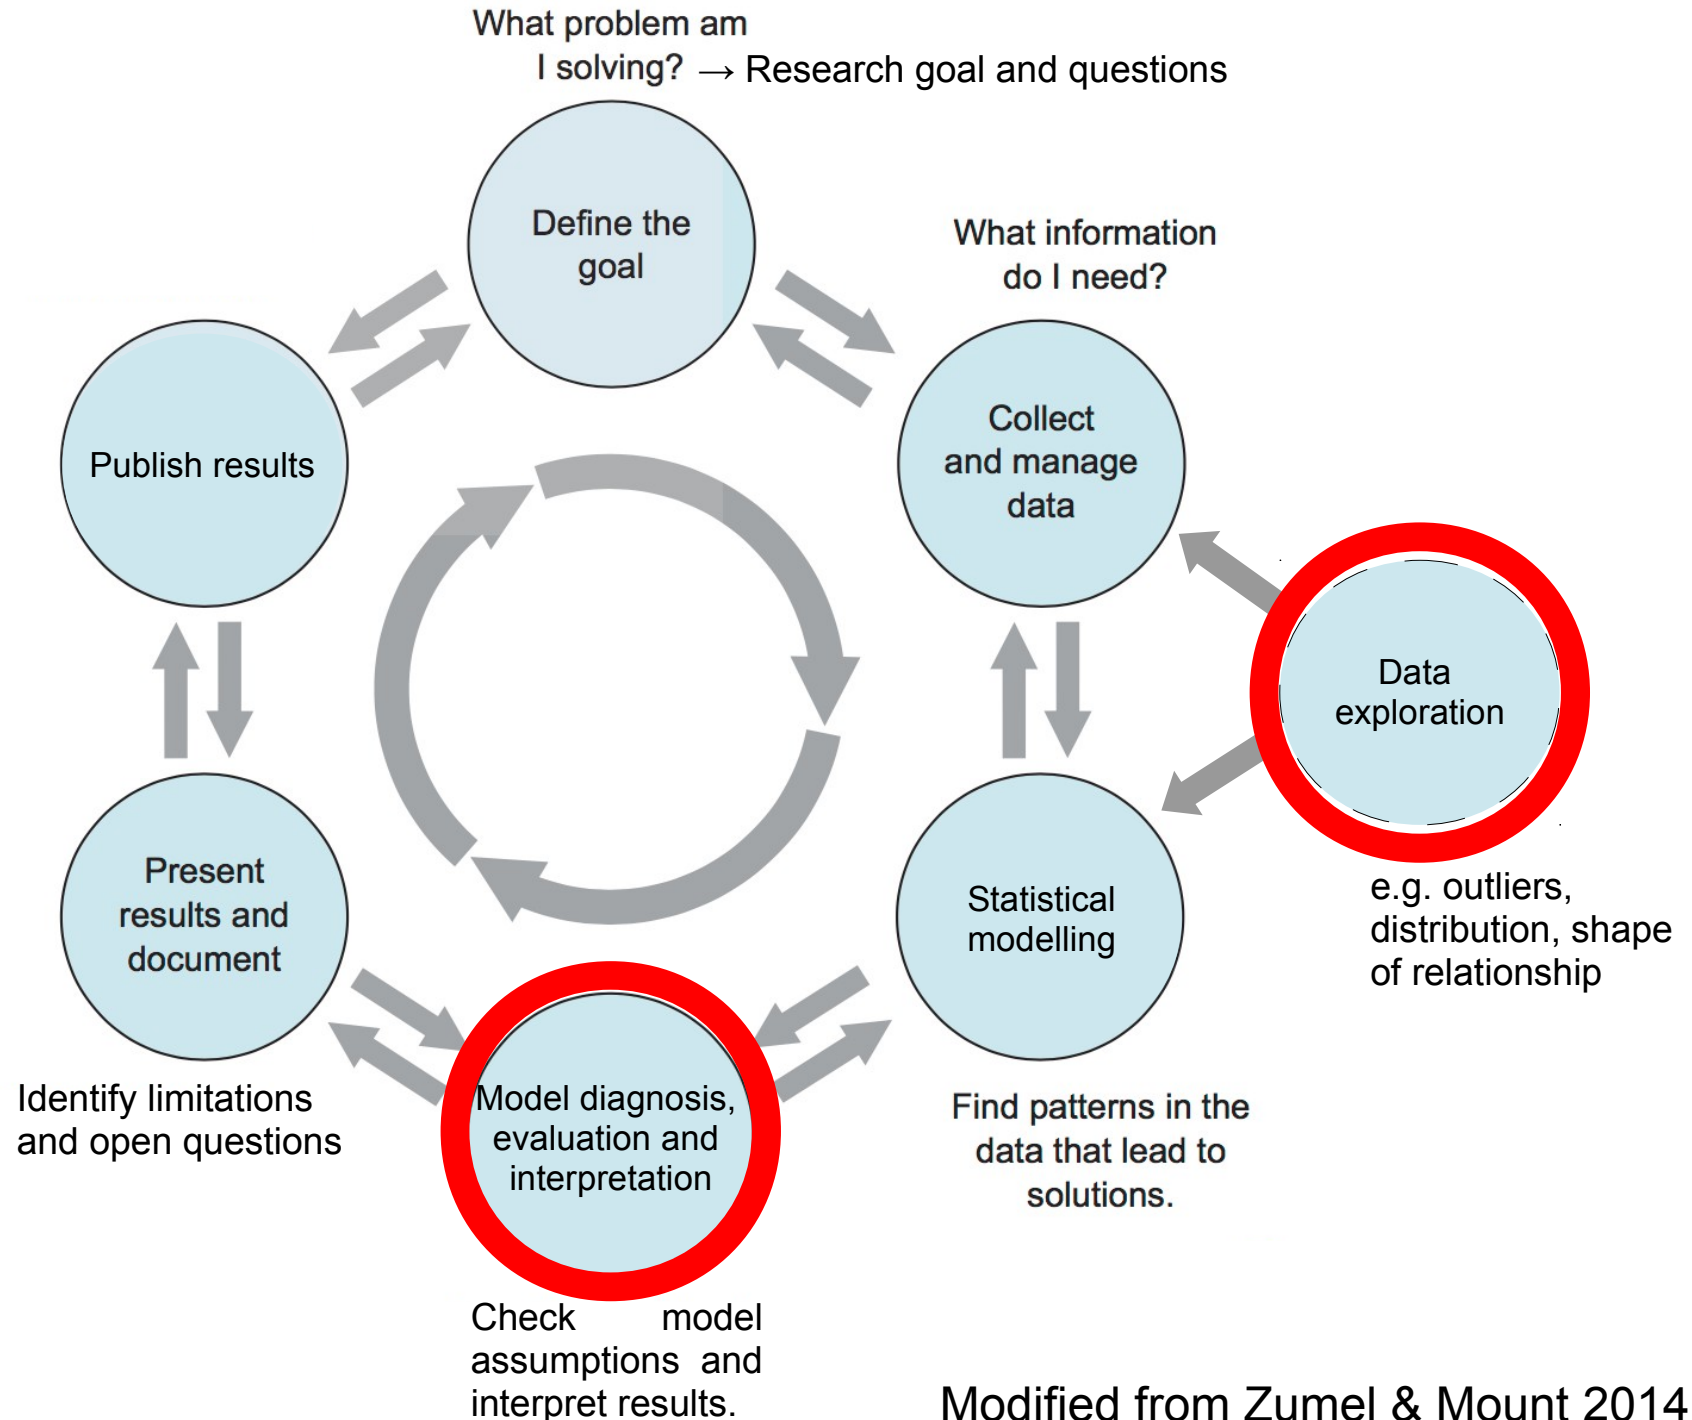 What problem am
I solving? → Research goal and questions
Define the
goal
What information
do I need?
Collect
and manage
data
Publish results
Data
exploration
e.g. outliers,
distribution, shape
of relationship
Statistical
modelling
Find patterns in the
data that lead to
solutions.
Present
results and
document
Identify limitations
and open questions
Model diagnosis,
evaluation and
interpretation
Check model
assumptions and
interpret results.
Modified from Zumel & Mount 2014